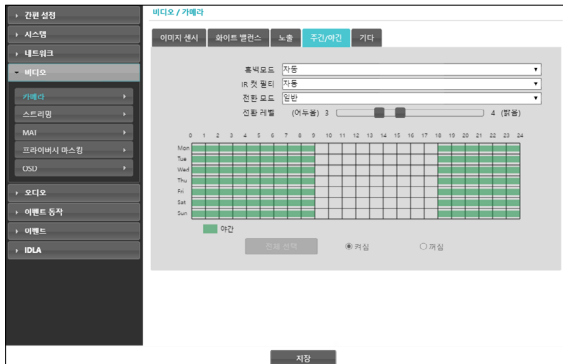 간편 설정
시스템
네트워크
비디오
카메라
스트리밍
MAI
프라이버시 마스킹
OSD
오디오
이벤트 동작
이벤트
IDLA
비디오 / 카메라
이미지 센서 화이트 밸런스 노출 주간/야간 기타
흑백모드 자동
IR 컷 필터 자동
전환 모드 일반
전환 레벨 (어두움) 3 4 (밝음)
0 1 2 3 4 5 6 7 8 9 10 11 12 13 14 15 16 17 18 19 20 21 22 23 24
Mon
Tue
Wed
Thu
Fri
Sat
Sun
야간
전체 선택 켜짐 꺼짐
저장